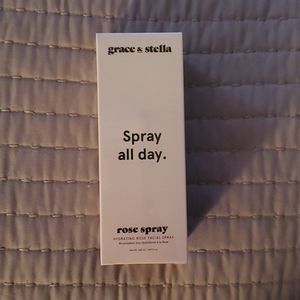 grace & stella
Spray
all day.
rose spray
HYDRATING ROSE FACIAL SPRAY